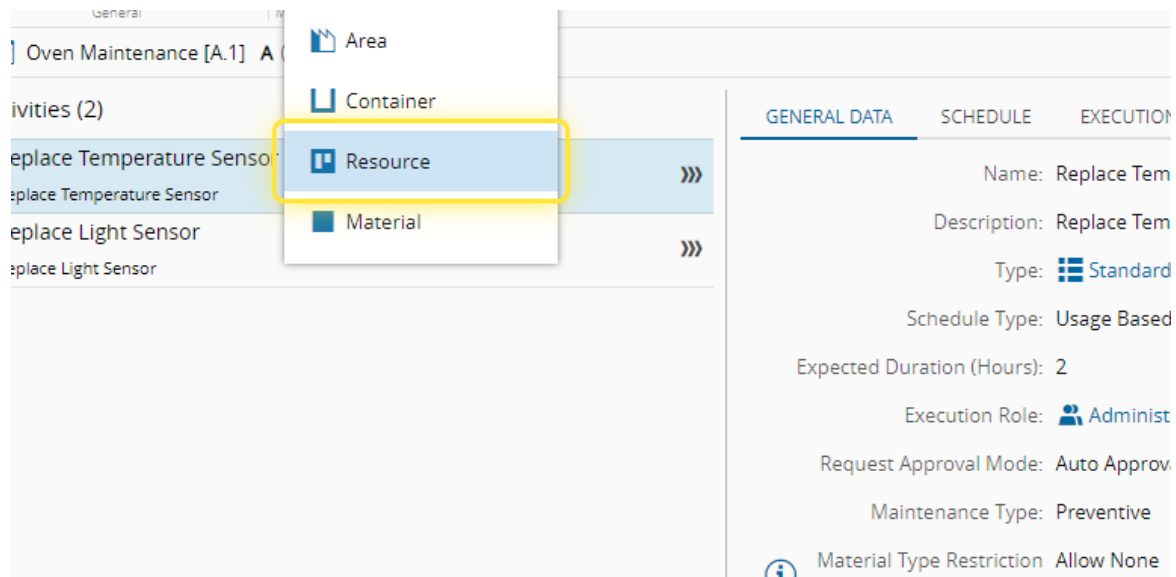 General
Oven Maintenance [A.1] A
Area
Container
Resource
Material
ivities (2)
eplace Temperature Sensor
eplace Temperature Sensor
eplace Light Sensor
eplace Light Sensor
GENERAL DATA SCHEDULE EXECUTION
Name: Replace Tem
Description: Replace Tem
Type: Standard
Schedule Type: Usage Based
Expected Duration (Hours): 2
Execution Role: Administ
Request Approval Mode: Auto Approva
Maintenance Type: Preventive
Material Type Restriction Allow None